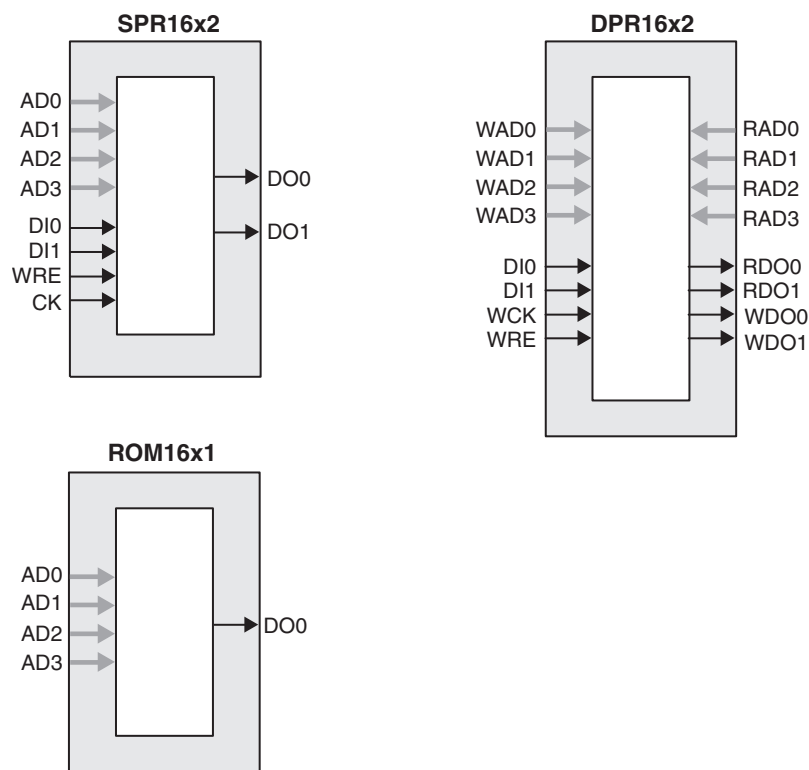 SPR16x2
AD0
AD1
AD2
AD3
DI0
DI1
WRE
CK
DO0
DO1
DPR16x2
WAD0
WAD1
WAD2
WAD3
DI0
DI1
WCK
WRE
RAD0
RAD1
RAD2
RAD3
RDO0
RDO1
WDO0
WDO1
ROM16x1
AD0
AD1
AD2
AD3
DO0